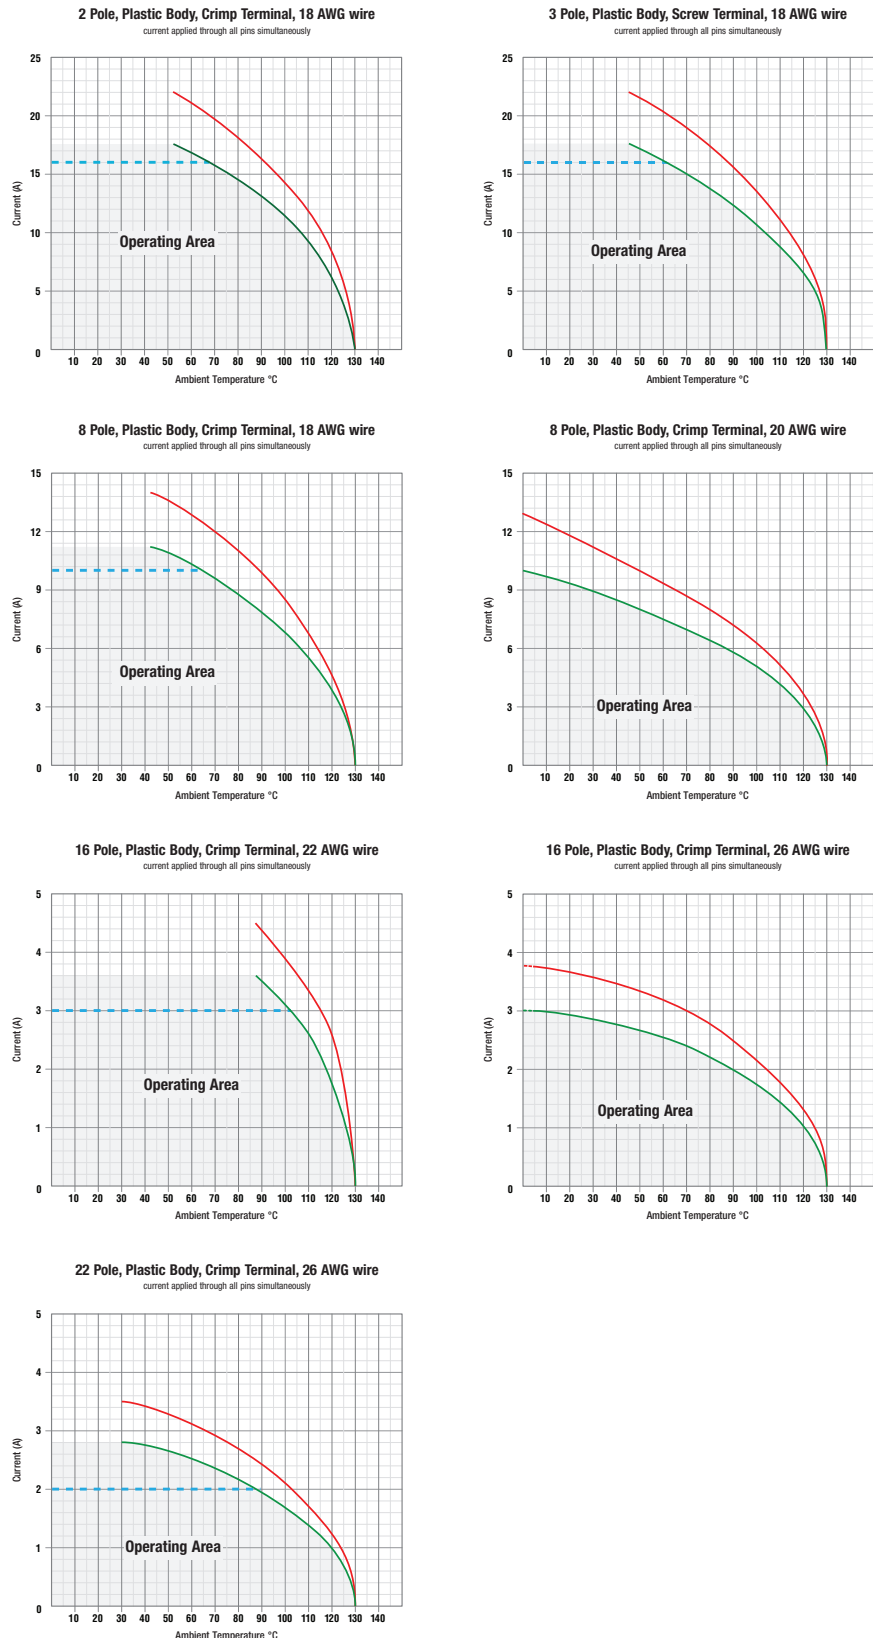 2 Pole, Plastic Body, Crimp Terminal, 18 AWG wire
current applied through all pins simultaneously
25
20
15
10
5
0
Current (A)
Operating Area
10 20 30 40 50 60 70 80 90 100 110 120 130 140
Ambient Temperature °C
3 Pole, Plastic Body, Screw Terminal, 18 AWG wire
current applied through all pins simultaneously
25
20
15
10
5
0
Current (A)
Operating Area
10 20 30 40 50 60 70 80 90 100 110 120 130 140
Ambient Temperature °C
8 Pole, Plastic Body, Crimp Terminal, 18 AWG wire
current applied through all pins simultaneously
15
12
9
6
3
0
Current (A)
Operating Area
10 20 30 40 50 60 70 80 90 100 110 120 130 140
Ambient Temperature °C
8 Pole, Plastic Body, Crimp Terminal, 20 AWG wire
current applied through all pins simultaneously
15
12
9
6
3
0
Current (A)
Operating Area
10 20 30 40 50 60 70 80 90 100 110 120 130 140
Ambient Temperature °C
16 Pole, Plastic Body, Crimp Terminal, 22 AWG wire
current applied through all pins simultaneously
5
4
3
2
1
0
Current (A)
Operating Area
10 20 30 40 50 60 70 80 90 100 110 120 130 140
Ambient Temperature °C
16 Pole, Plastic Body, Crimp Terminal, 26 AWG wire
current applied through all pins simultaneously
5
4
3
2
1
0
Current (A)
Operating Area
10 20 30 40 50 60 70 80 90 100 110 120 130 140
Ambient Temperature °C
22 Pole, Plastic Body, Crimp Terminal, 26 AWG wire
current applied through all pins simultaneously
5
4
3
2
1
0
Current (A)
Operating Area
10 20 30 40 50 60 70 80 90 100 110 120 130 140
Ambient Temperature °C